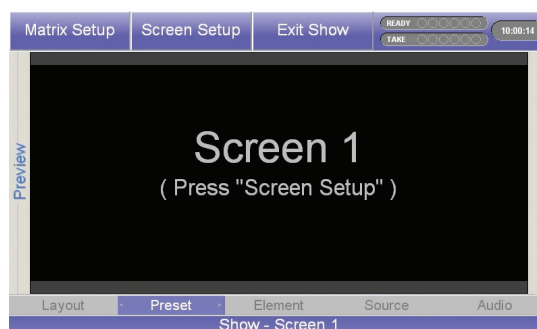 Matrix Setup
Screen Setup
Exit Show
READY
TAKE
10:00:14
Preview
Screen 1
( Press "Screen Setup" )
Layout
Preset
Element
Source
Audio
Show - Screen 1